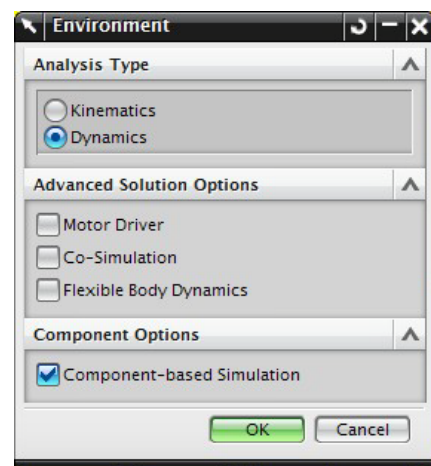 Environment
Analysis Type
Kinematics
Dynamics
Advanced Solution Options
Motor Driver
Co-Simulation
Flexible Body Dynamics
Component Options
Component-based Simulation
OK Cancel